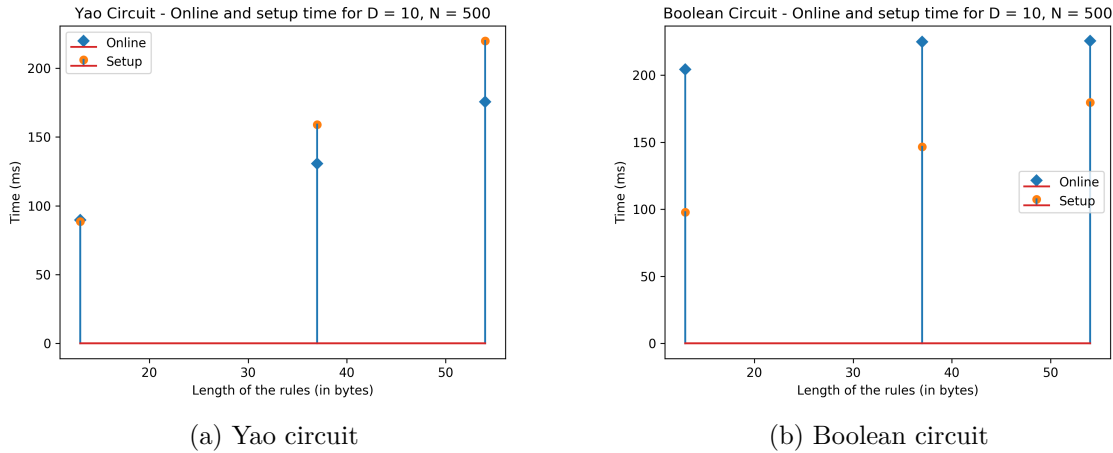 Yao Circuit - Online and setup time for D = 10, N = 500
Online
Setup
200
150
100
50
0
Time (ms)
20
30
40
50
Length of the rules (in bytes)
(a) Yao circuit
Boolean Circuit - Online and setup time for D = 10, N = 500
Online
Setup
200
150
100
50
0
Time (ms)
20
30
40
50
Length of the rules (in bytes)
(b) Boolean circuit